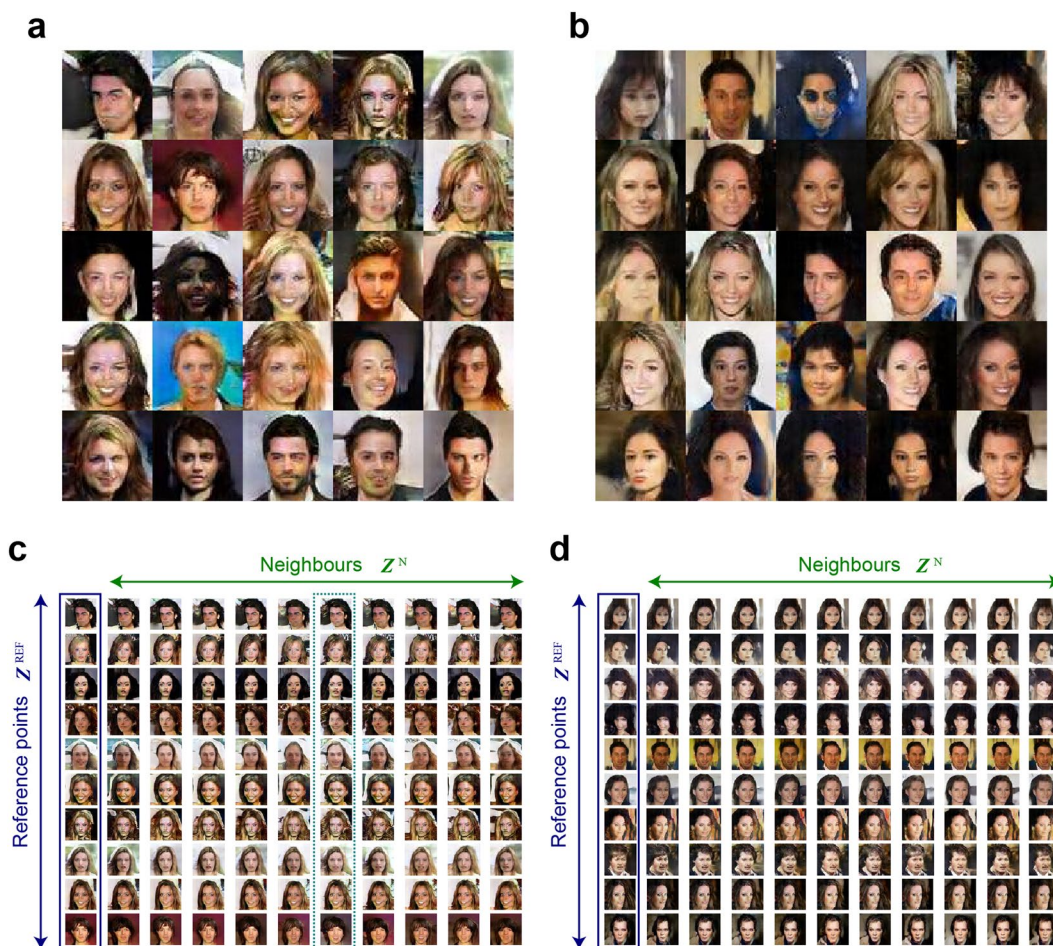 a
b
c
Neighbours Z^N
Reference points Z^REF
d
Neighbours Z^N
Reference points Z^REF